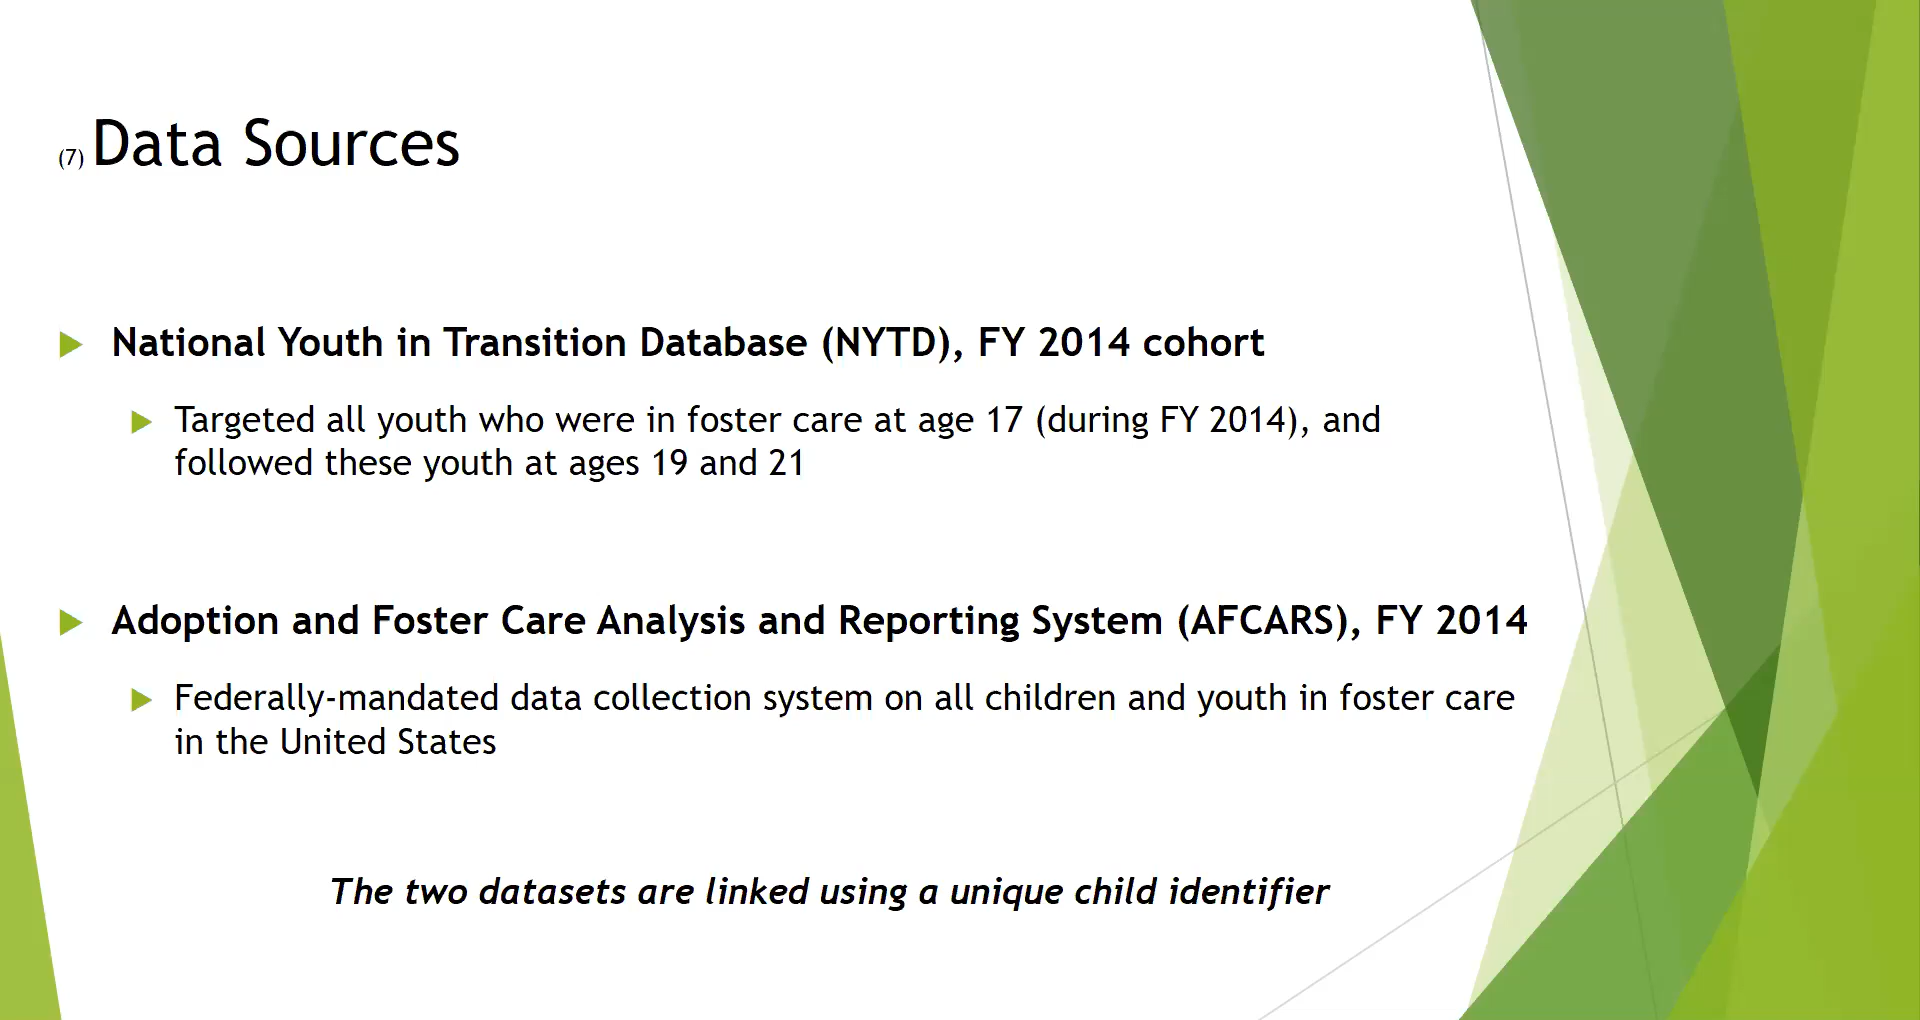 (7) Data Sources
National Youth in Transition Database (NYTD), FY 2014 cohort
Targeted all youth who were in foster care at age 17 (during FY 2014), and
followed these youth at ages 19 and 21
Adoption and Foster Care Analysis and Reporting System (AFCARS), FY 2014
Federally-mandated data collection system on all children and youth in foster care
in the United States
The two datasets are linked using a unique child identifier